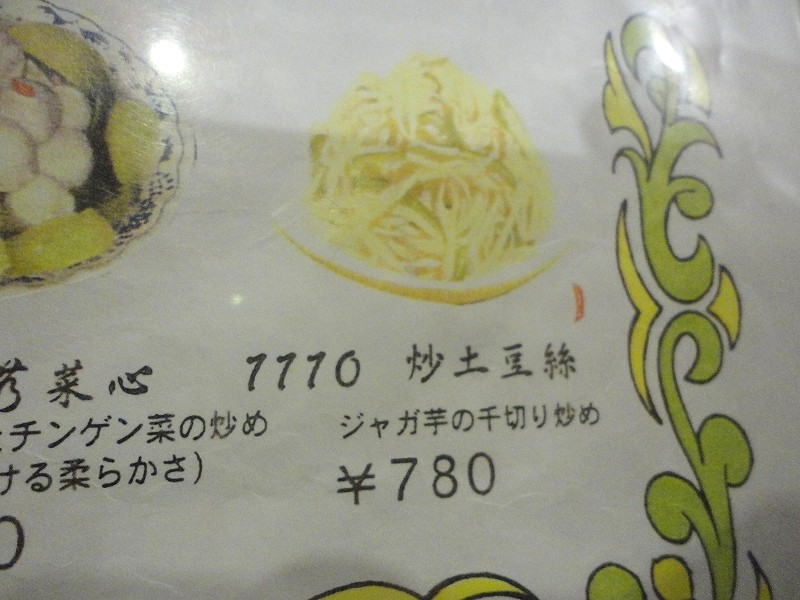 菜心
チンゲン菜の炒め
ける柔らかさ）
0
1110 炒土豆絲
ジャガ芋の千切り炒め
￥780